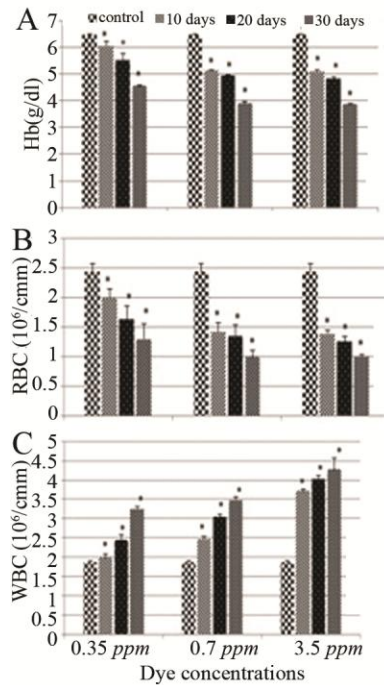 control 10 days 20 days 30 days
A
Hb(g/dl)
7
6
5
4
3
2
1
0
B
RBC (10⁶/cmm)
3
2.5
2
1.5
1
0.5
0
C
WBC (10⁶/cmm)
5
4.5
4
3.5
3
2.5
2
1.5
1
0.5
0
0.35 ppm 0.7 ppm 3.5 ppm
Dye concentrations